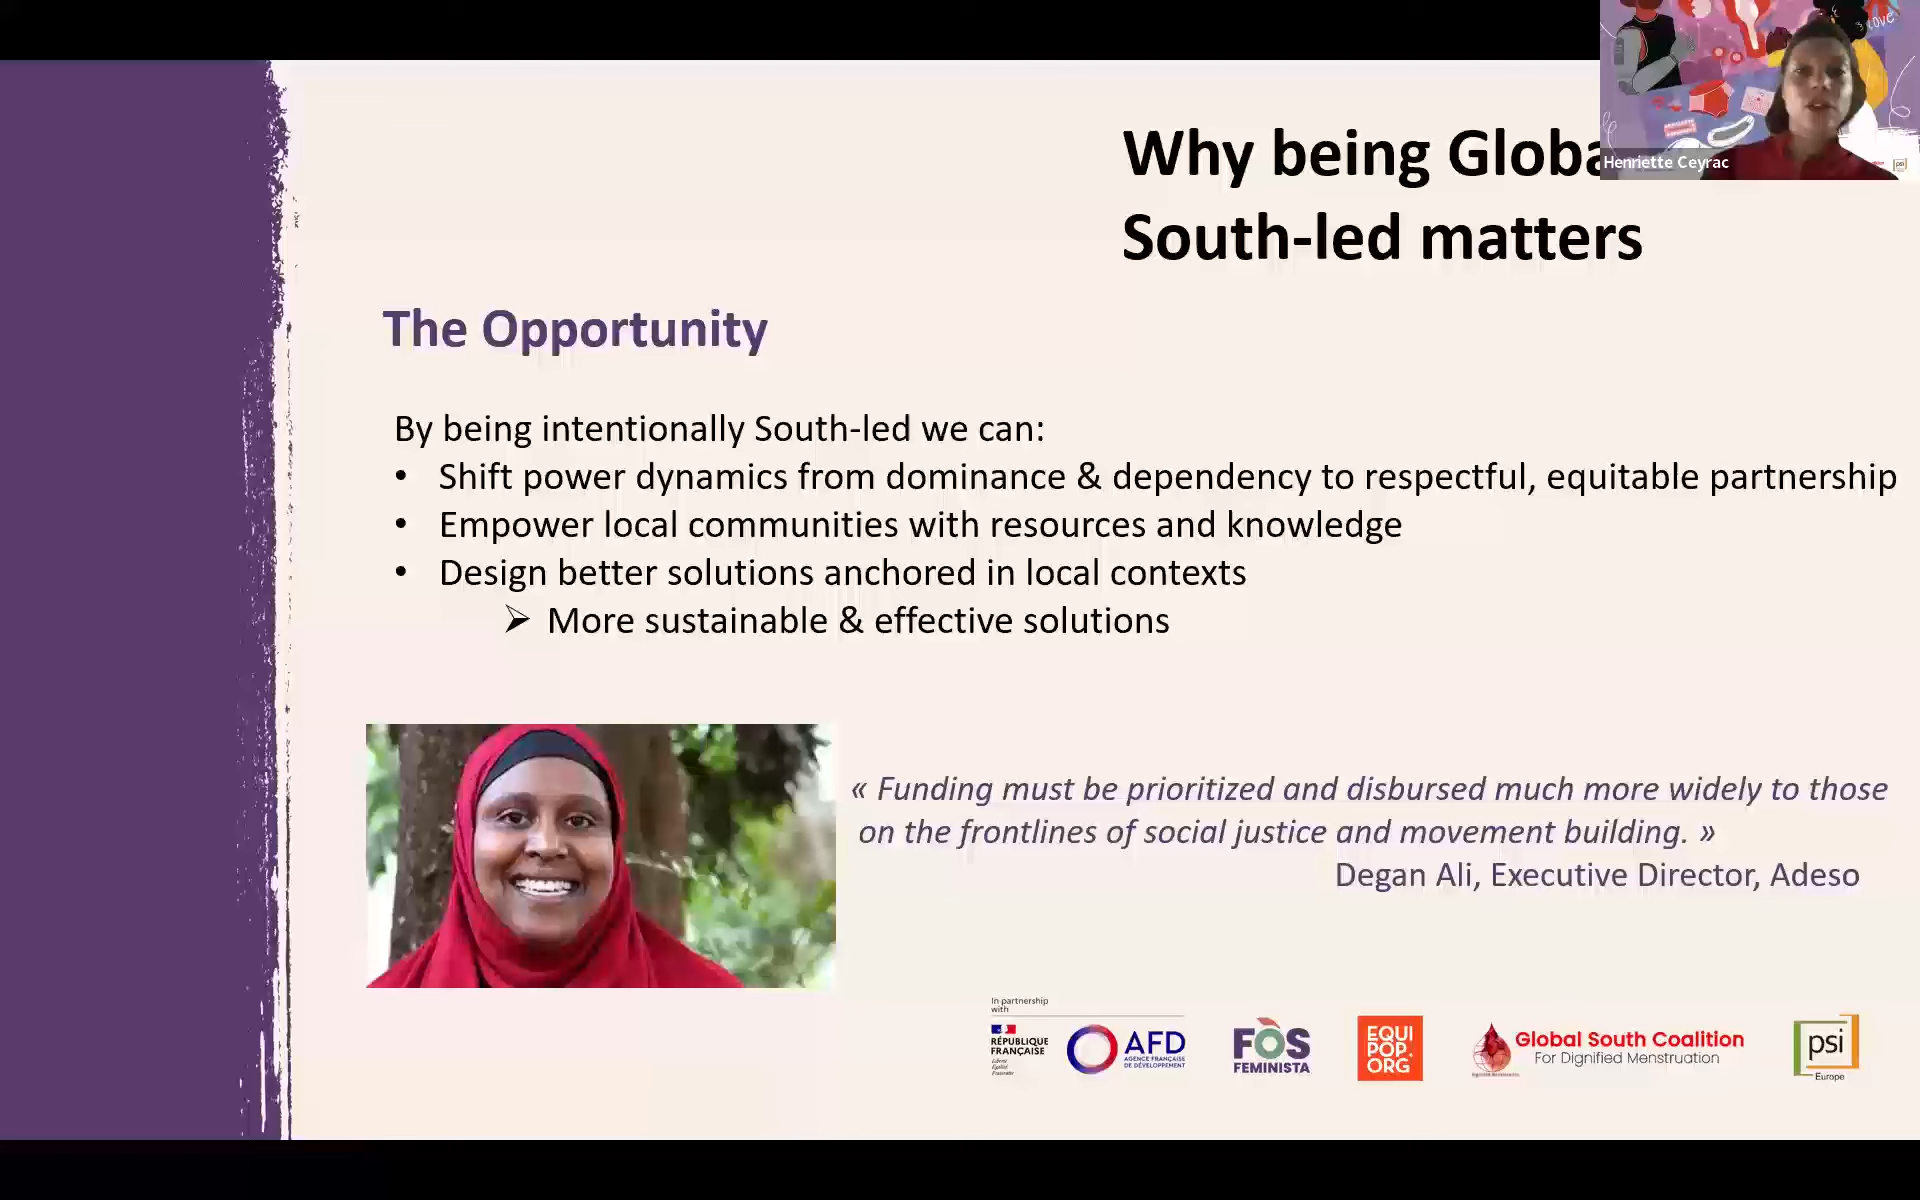 Why being Globa
South-led matters
Henriette Ceyrac
LOVE
psi
The Opportunity
By being intentionally South-led we can:
• Shift power dynamics from dominance & dependency to respectful, equitable partnership
• Empower local communities with resources and knowledge
• Design better solutions anchored in local contexts
➢ More sustainable & effective solutions
« Funding must be prioritized and disbursed much more widely to those
on the frontlines of social justice and movement building. »
Degan Ali, Executive Director, Adeso
In partnership
with
RÉPUBLIQUE
FRANÇAISE
Liberté
Égalité
Fraternité
AFD
AGENCE FRANÇAISE
DE DÉVELOPPEMENT
FÒS
FEMINISTA
EQUI
POP.
ORG
Global South Coalition
For Dignified Menstruation
psi
Europe